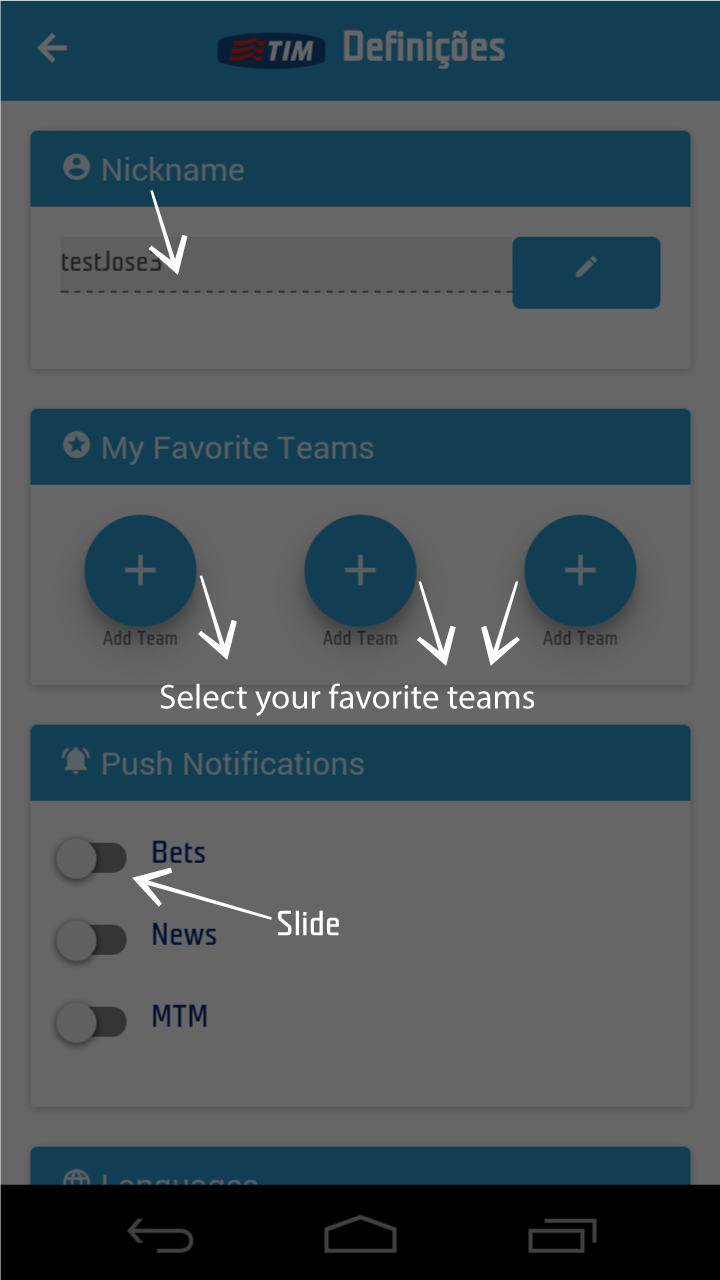 TIM Definições
Nickname
testJose3
My Favorite Teams
Add Team Add Team Add Team
Select your favorite teams
Push Notifications
Bets
Slide
News
MTM
Languages